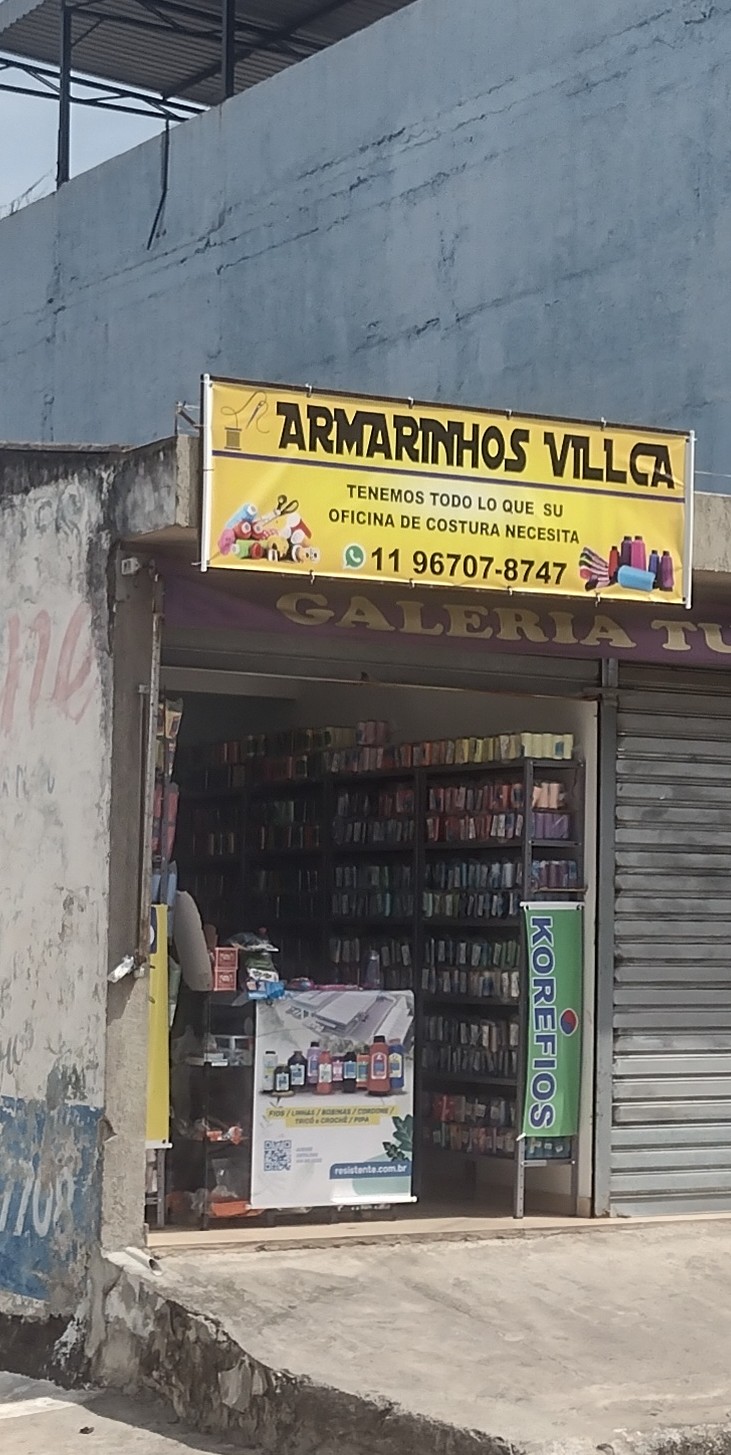 ARMARINHOS VILLCA
TENEMOS TODO LO QUE SU
OFICINA DE COSTURA NECESITA
11 96707-8747
GALERIA TU
KOREFIOS
FIOS / LINHAS / BOBINAS / CORDONE /
TRICÔ e CROCHÊ / PIPA
resistente.com.br